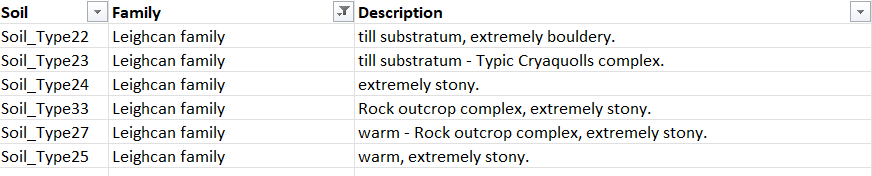 Soil Family Description
Soil_Type22 Leighcan family till substratum, extremely bouldery.
Soil_Type23 Leighcan family till substratum - Typic Cryaquolls complex.
Soil_Type24 Leighcan family extremely stony.
Soil_Type33 Leighcan family Rock outcrop complex, extremely stony.
Soil_Type27 Leighcan family warm - Rock outcrop complex, extremely stony.
Soil_Type25 Leighcan family warm, extremely stony.